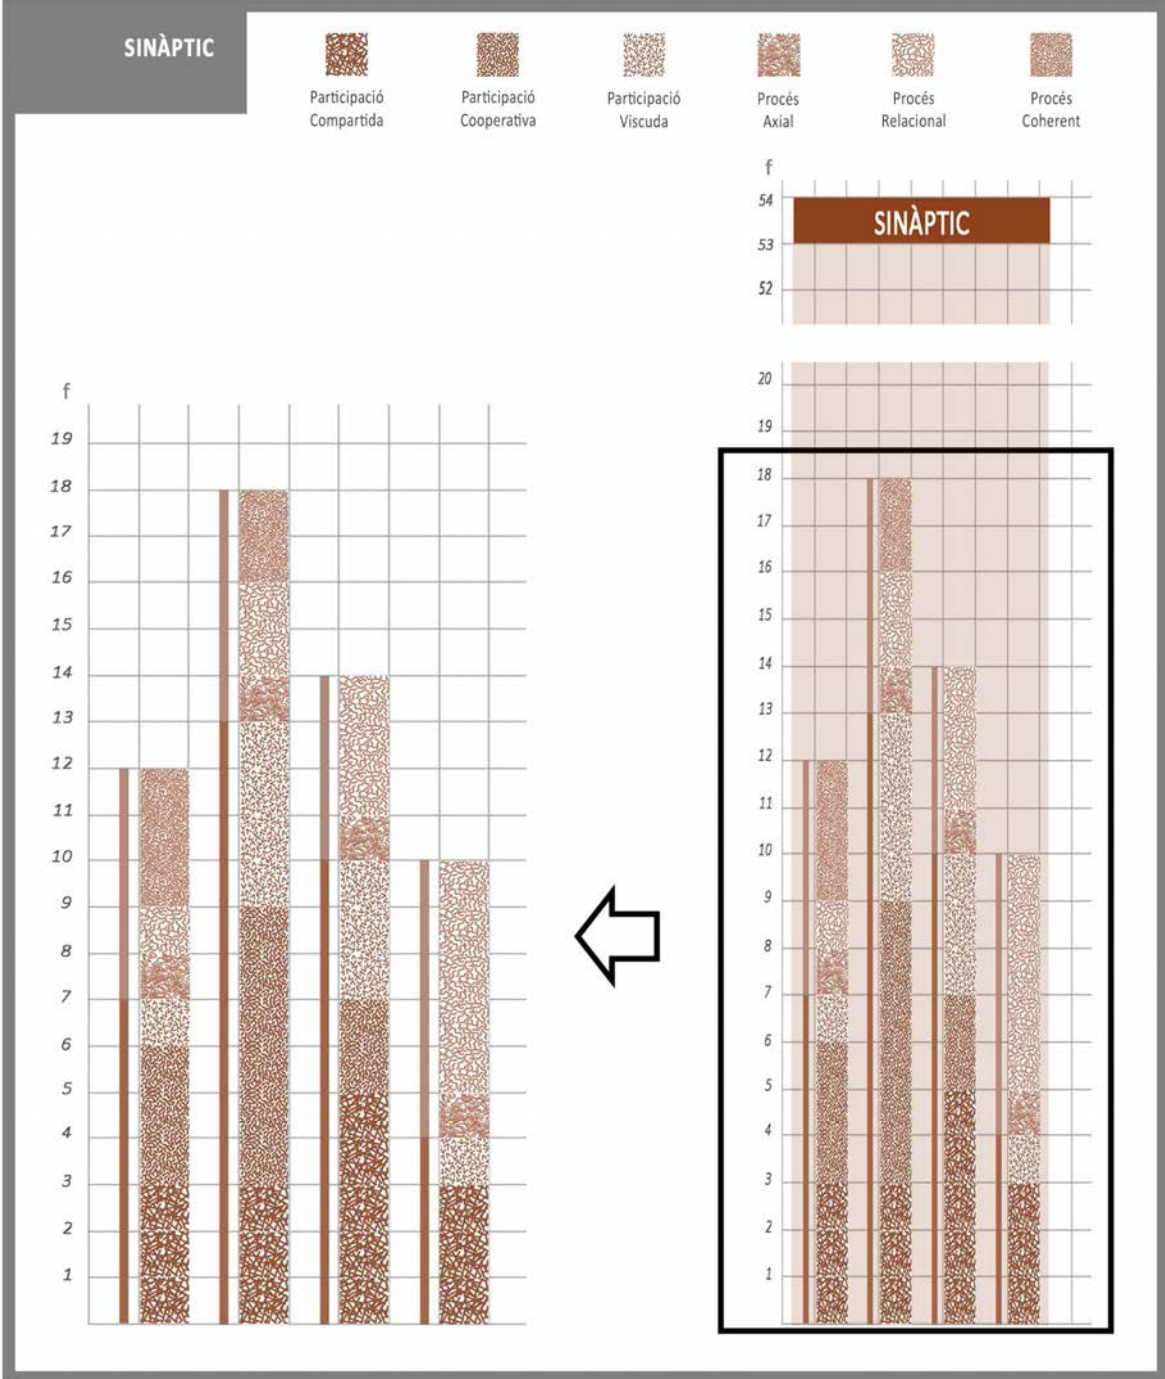 SINÀPTIC
Participació
Compartida
Participació
Cooperativa
Participació
Viscuda
Procés
Axial
Procés
Relacional
Procés
Coherent
f
54
SINÀPTIC
53
52
20
19
18
17
16
15
14
13
12
11
10
9
8
7
6
5
4
3
2
1
f
19
18
17
16
15
14
13
12
11
10
9
8
7
6
5
4
3
2
1